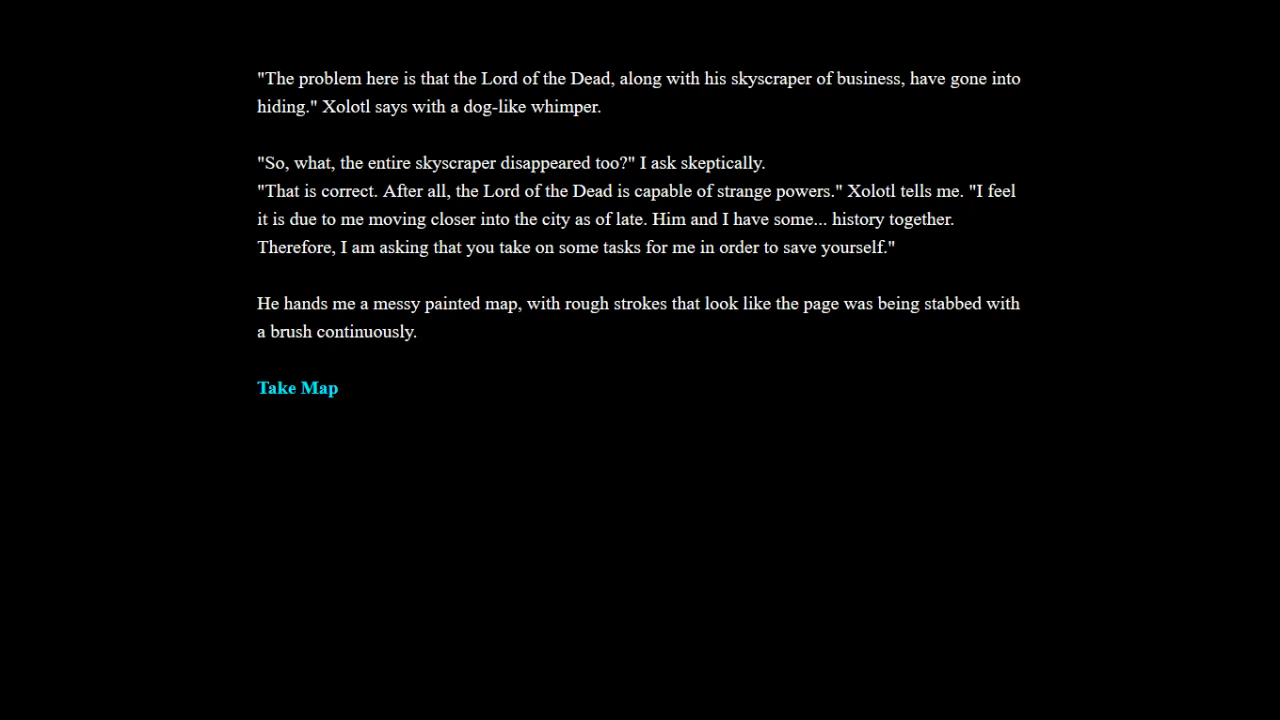 "The problem here is that the Lord of the Dead, along with his skyscraper of business, have gone into
hiding." Xolotl says with a dog-like whimper.
"So, what, the entire skyscraper disappeared too?" I ask skeptically.
"That is correct. After all, the Lord of the Dead is capable of strange powers." Xolotl tells me. "I feel
it is due to me moving closer into the city as of late. Him and I have some... history together.
Therefore, I am asking that you take on some tasks for me in order to save yourself."
He hands me a messy painted map, with rough strokes that look like the page was being stabbed with
a brush continuously.
Take Map